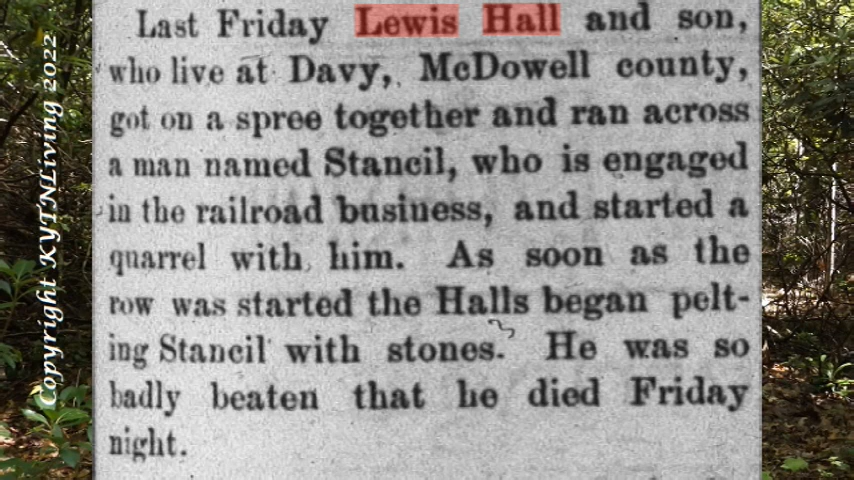 Last Friday Lewis Hall and son,
who live at Davy, McDowell county,
got on a spree together and ran across
a man named Stancil, who is engaged
in the railroad business, and started a
quarrel with him. As soon as the
row was started the Halls began pelt-
ing Stancil with stones. He was so
badly beaten that he died Friday
night.
Copyright KYTNLiving 2022